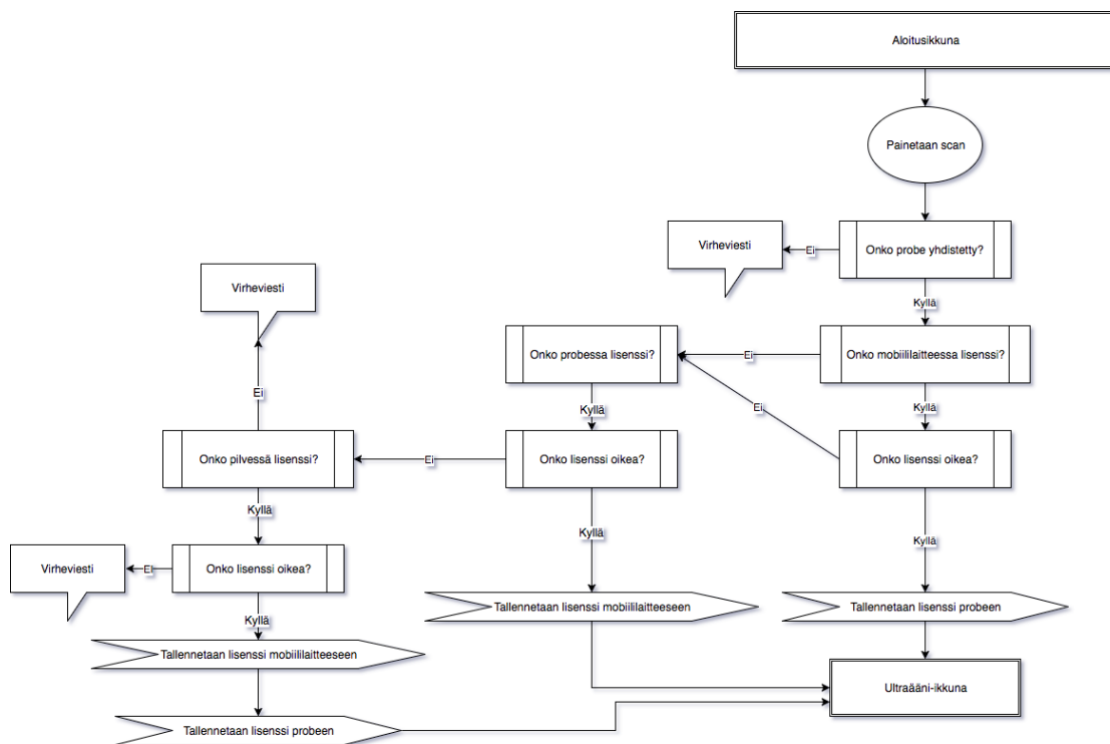 Aloitusikkuna
Painetaan scan
Virheviesti
Ei
Onko probe yhdistetty?
Kyllä
Virheviesti
Onko probessa lisenssi?
Ei
Onko mobiililaitteessa lisenssi?
Ei
Kyllä
Ei
Kyllä
Onko pilvessä lisenssi?
Ei
Onko lisenssi oikea?
Onko lisenssi oikea?
Kyllä
Kyllä
Kyllä
Virheviesti
Ei
Onko lisenssi oikea?
Kyllä
Tallennetaan lisenssi mobiililaitteeseen
Tallennetaan lisenssi probeen
Tallennetaan lisenssi mobiililaitteeseen
Ultraääni-ikkuna
Tallennetaan lisenssi probeen